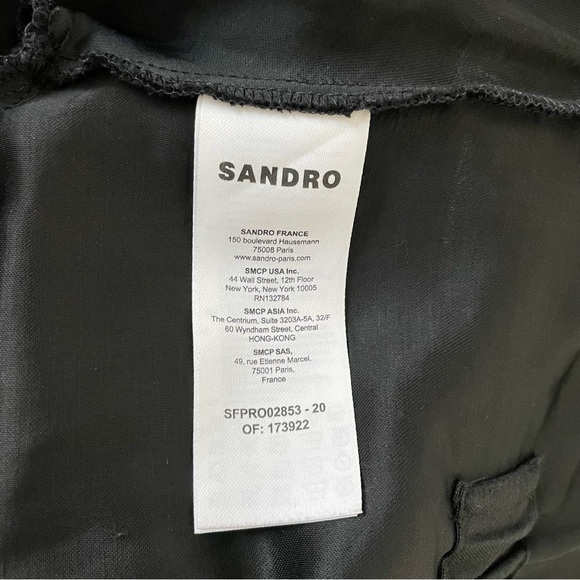 SANDRO
SANDRO FRANCE
150 boulevard Haussmann
75008 Paris
www.sandro-paris.com
SMCP USA Inc.
44 Wall Street, 12th Floor
New York, New York 10005
RN132784
SMCP ASIA Inc.
The Centrium, Suite 3203A-5A, 32/F
60 Wyndham Street, Central
HONG-KONG
SMCP SAS,
49, rue Etienne Marcel,
75001 Paris,
France
SFPRO02853 - 20
OF: 173922